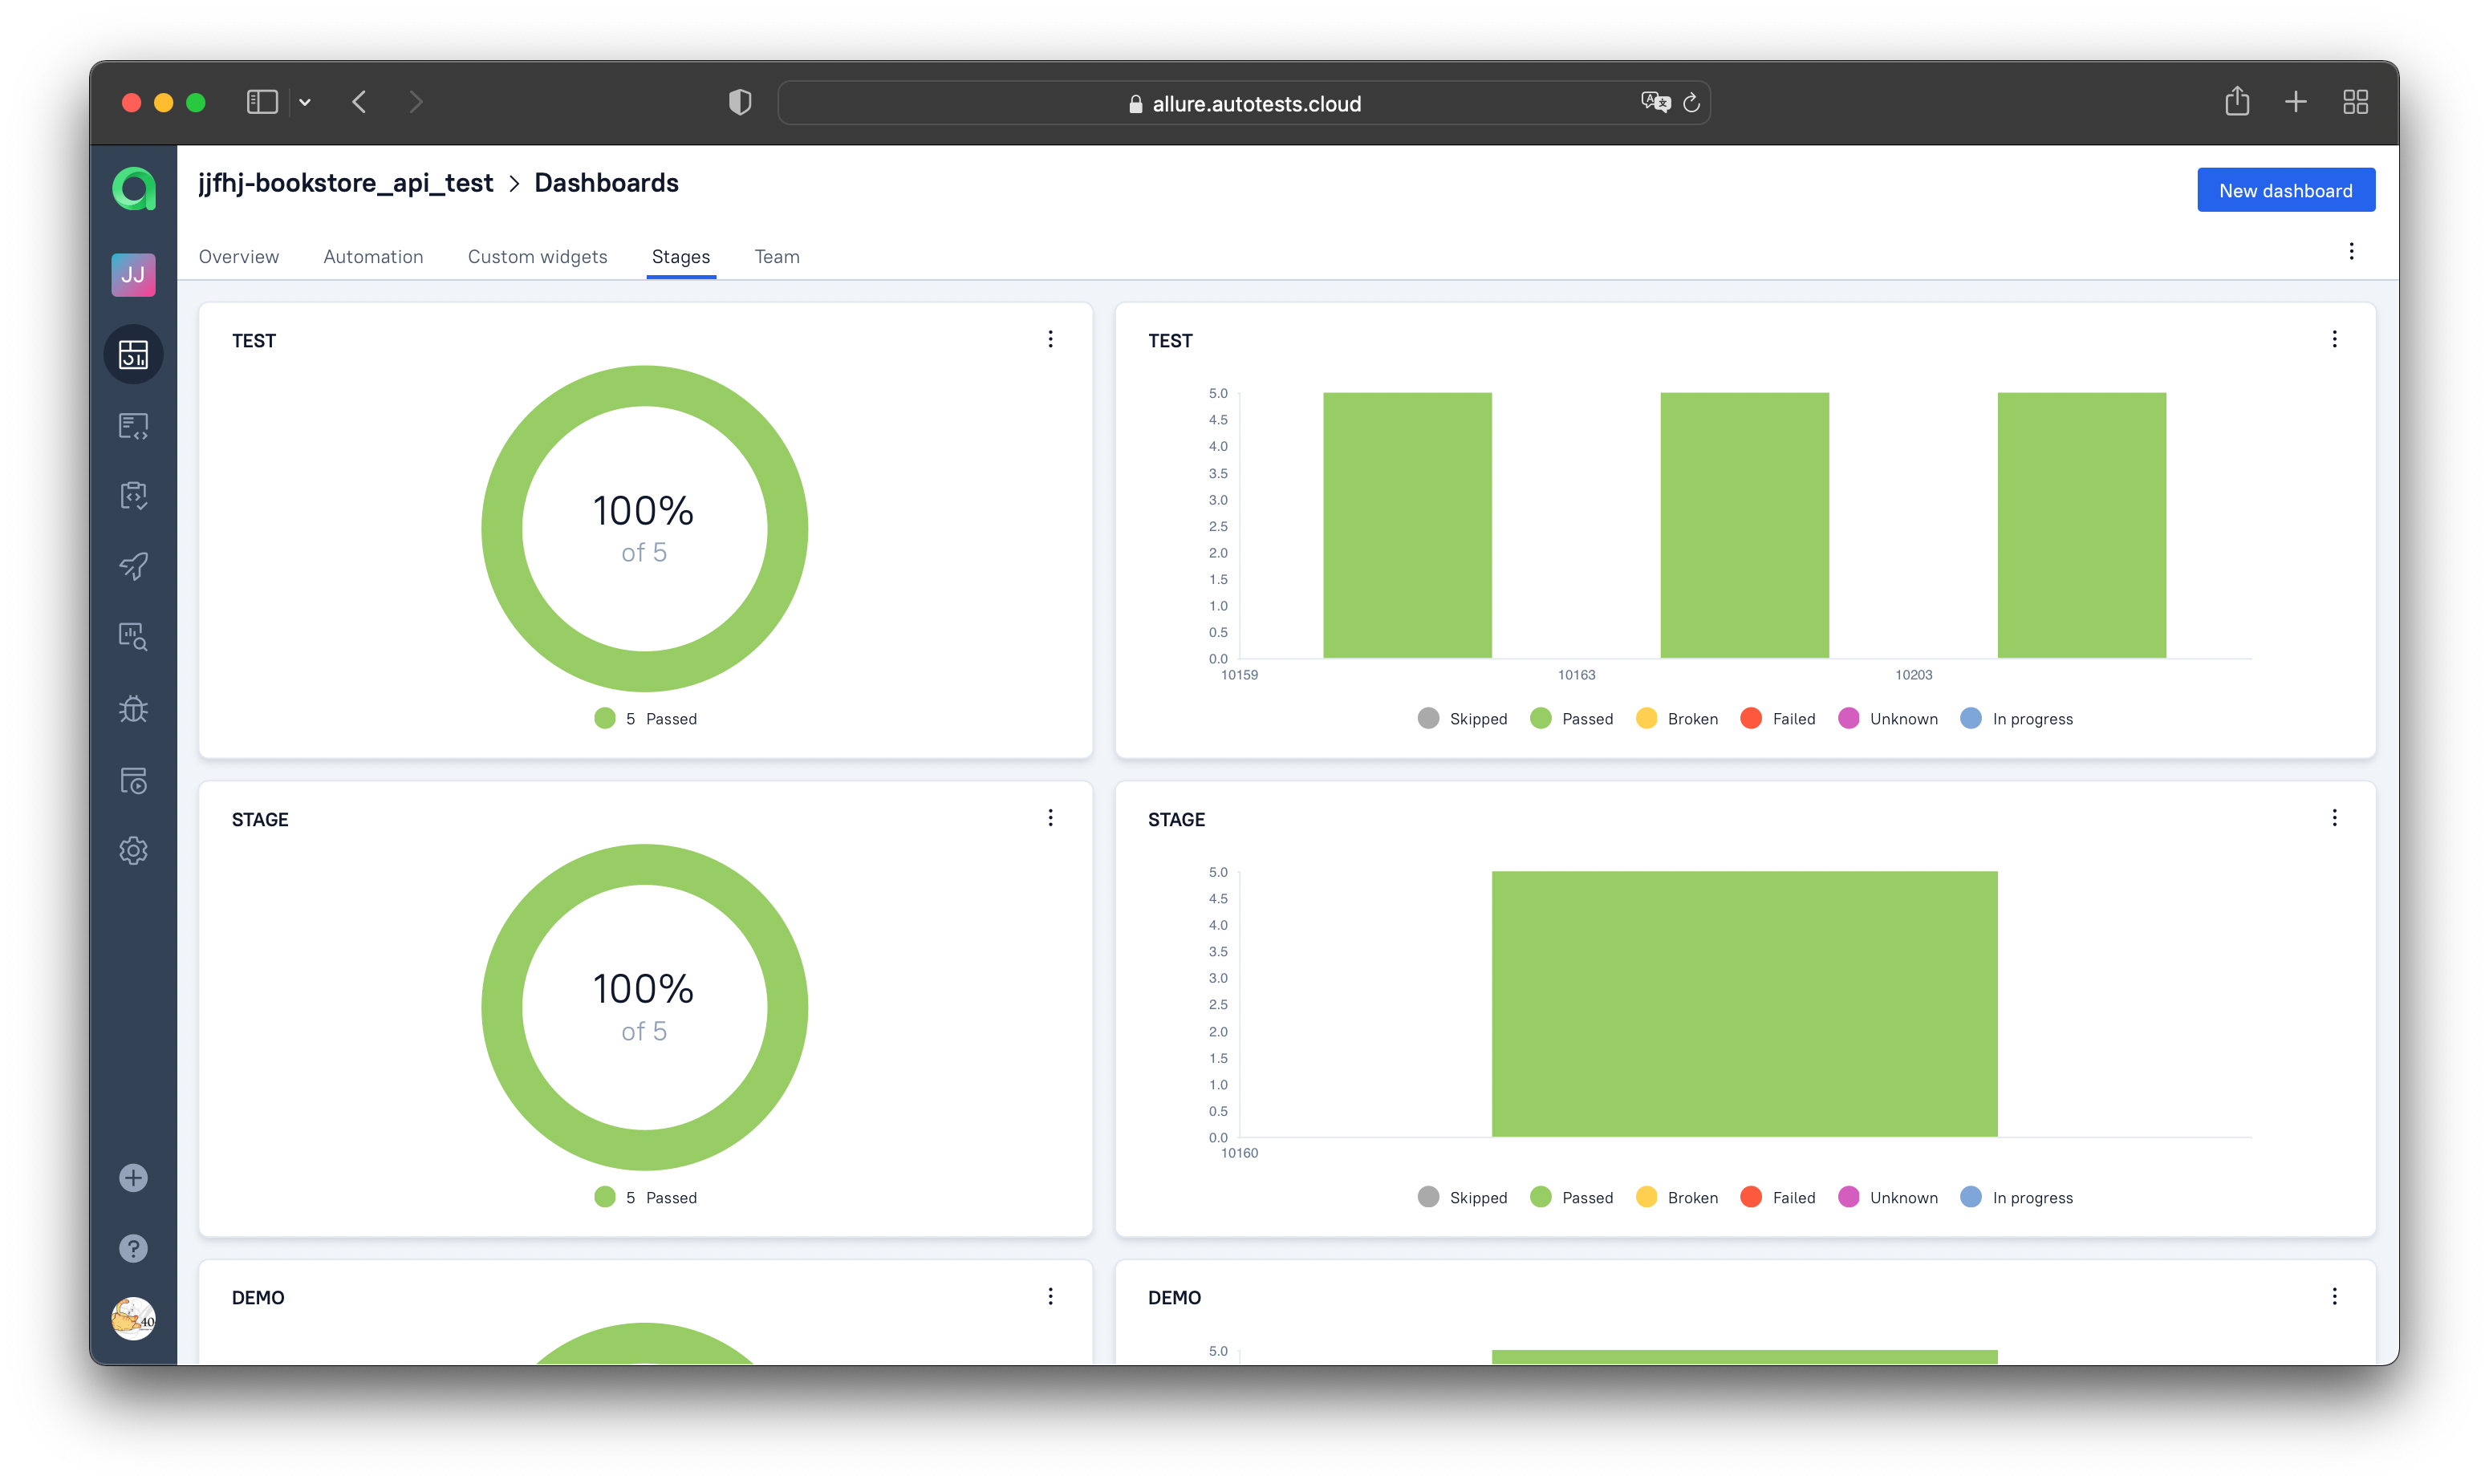 allure.autotests.cloud
jjfhj-bookstore_api_test > Dashboards
New dashboard
Overview Automation Custom widgets Stages Team
JJ
TEST
100%
of 5
5 Passed
TEST
5.0
4.5
4.0
3.5
3.0
2.5
2.0
1.5
1.0
0.5
0.0
10159 10163 10203
Skipped Passed Broken Failed Unknown In progress
STAGE
100%
of 5
5 Passed
STAGE
5.0
4.5
4.0
3.5
3.0
2.5
2.0
1.5
1.0
0.5
0.0
10160
Skipped Passed Broken Failed Unknown In progress
DEMO
DEMO
5.0
40